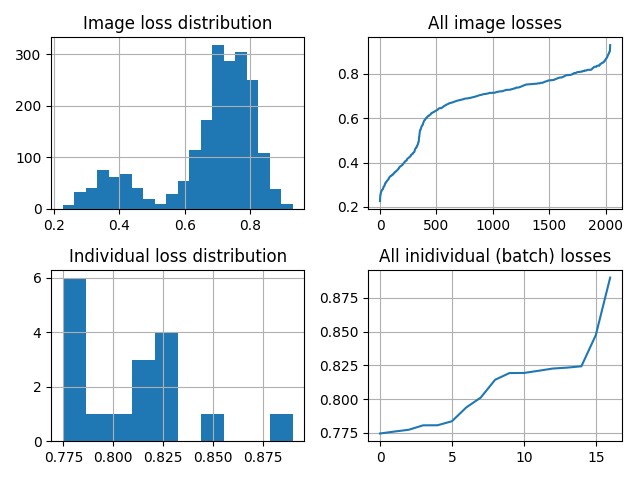 Image loss distribution
300
200
100
0
0.2 0.4 0.6 0.8
All image losses
0.8
0.6
0.4
0.2
0 500 1000 1500 2000
Individual loss distribution
6
4
2
0
0.775 0.800 0.825 0.850 0.875
All inidividual (batch) losses
0.875
0.850
0.825
0.800
0.775
0 5 10 15